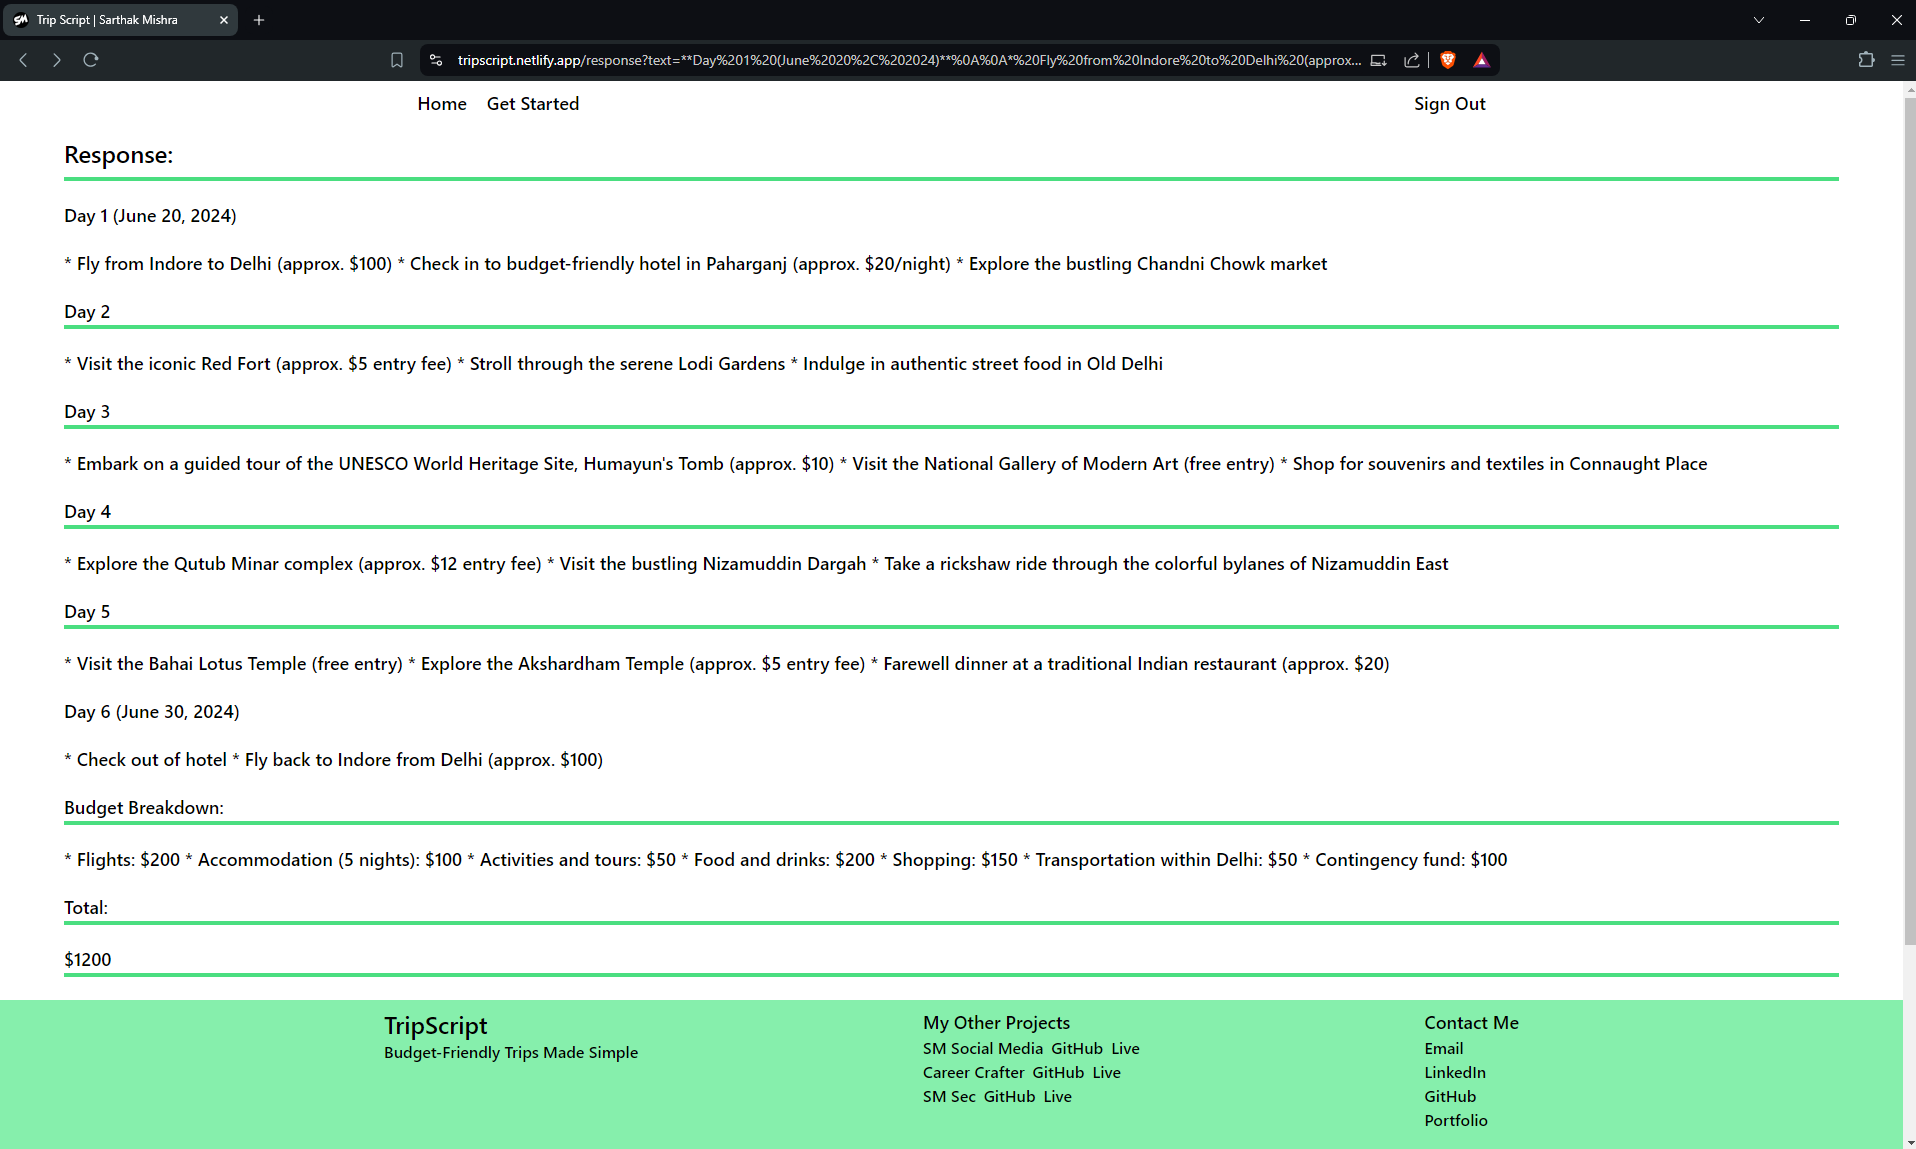 SM Trip Script | Sarthak Mishra
tripscript.netlify.app/response?text=**Day%201%20(June%2020%2C%202024)**%0A%0A*%20Fly%20from%20Indore%20to%20Delhi%20(approx...
Home Get Started Sign Out
Response:
Day 1 (June 20, 2024)
* Fly from Indore to Delhi (approx. $100) * Check in to budget-friendly hotel in Paharganj (approx. $20/night) * Explore the bustling Chandni Chowk market
Day 2
* Visit the iconic Red Fort (approx. $5 entry fee) * Stroll through the serene Lodi Gardens * Indulge in authentic street food in Old Delhi
Day 3
* Embark on a guided tour of the UNESCO World Heritage Site, Humayun's Tomb (approx. $10) * Visit the National Gallery of Modern Art (free entry) * Shop for souvenirs and textiles in Connaught Place
Day 4
* Explore the Qutub Minar complex (approx. $12 entry fee) * Visit the bustling Nizamuddin Dargah * Take a rickshaw ride through the colorful bylanes of Nizamuddin East
Day 5
* Visit the Bahai Lotus Temple (free entry) * Explore the Akshardham Temple (approx. $5 entry fee) * Farewell dinner at a traditional Indian restaurant (approx. $20)
Day 6 (June 30, 2024)
* Check out of hotel * Fly back to Indore from Delhi (approx. $100)
Budget Breakdown:
* Flights: $200 * Accommodation (5 nights): $100 * Activities and tours: $50 * Food and drinks: $200 * Shopping: $150 * Transportation within Delhi: $50 * Contingency fund: $100
Total:
$1200
TripScript
Budget-Friendly Trips Made Simple
My Other Projects
SM Social Media GitHub Live
Career Crafter GitHub Live
SM Sec GitHub Live
Contact Me
Email
LinkedIn
GitHub
Portfolio